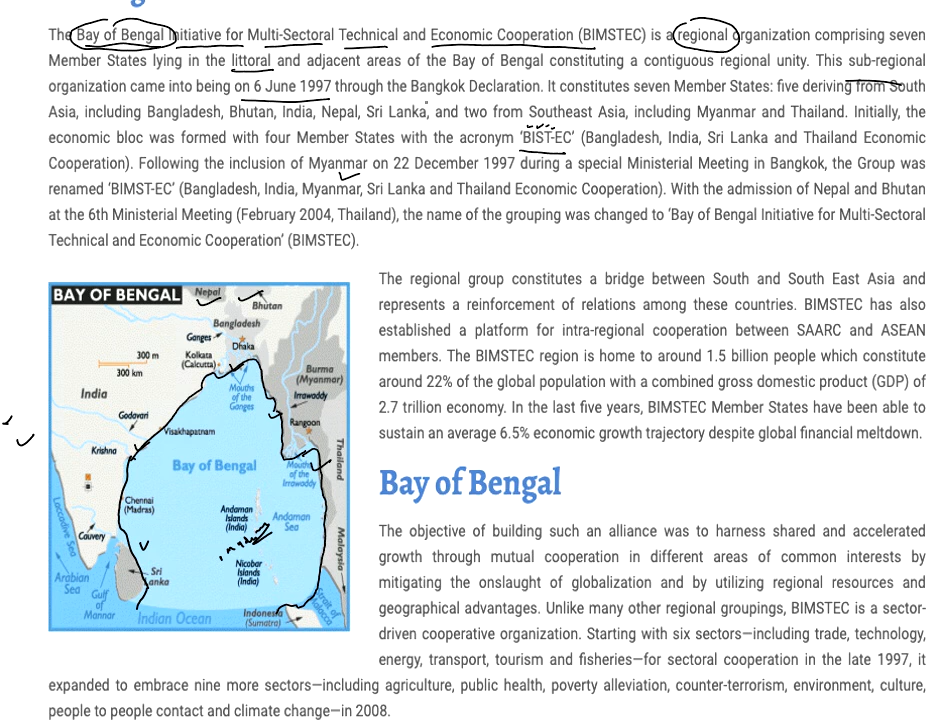 The Bay of Bengal Initiative for Multi-Sectoral Technical and Economic Cooperation (BIMSTEC) is a regional organization comprising seven
Member States lying in the littoral and adjacent areas of the Bay of Bengal constituting a contiguous regional unity. This sub-regional
organization came into being on 6 June 1997 through the Bangkok Declaration. It constitutes seven Member States: five deriving from South
Asia, including Bangladesh, Bhutan, India, Nepal, Sri Lanka, and two from Southeast Asia, including Myanmar and Thailand. Initially, the
economic bloc was formed with four Member States with the acronym ‘BIST-EC’ (Bangladesh, India, Sri Lanka and Thailand Economic
Cooperation). Following the inclusion of Myanmar on 22 December 1997 during a special Ministerial Meeting in Bangkok, the Group was
renamed ‘BIMST-EC’ (Bangladesh, India, Myanmar, Sri Lanka and Thailand Economic Cooperation). With the admission of Nepal and Bhutan
at the 6th Ministerial Meeting (February 2004, Thailand), the name of the grouping was changed to ‘Bay of Bengal Initiative for Multi-Sectoral
Technical and Economic Cooperation’ (BIMSTEC).
BAY OF BENGAL
Nepal
Bhutan
Bangladesh
Ganges
Dhaka
Kolkata
(Calcutta)
300 m
300 km
Mouths
of the
Ganges
Burma
(Myanmar)
India
Irrawaddy
Godavari
Rangoon
Visakhapatnam
Krishna
Bay of Bengal
Mouths
of the
Irrawaddy
Thailand
Chennai
(Madras)
Andaman
Islands
(India)
Andaman
Sea
Laccadive Sea
Cauvery
Nicobar
Islands
(India)
Malaysia
Sri
Lanka
Arabian
Sea
Gulf
of
Mannar
Indian Ocean
Indonesia
(Sumatra)
Strait of
Malacca
The regional group constitutes a bridge between South and South East Asia and
represents a reinforcement of relations among these countries. BIMSTEC has also
established a platform for intra-regional cooperation between SAARC and ASEAN
members. The BIMSTEC region is home to around 1.5 billion people which constitute
around 22% of the global population with a combined gross domestic product (GDP) of
2.7 trillion economy. In the last five years, BIMSTEC Member States have been able to
sustain an average 6.5% economic growth trajectory despite global financial meltdown.
Bay of Bengal
The objective of building such an alliance was to harness shared and accelerated
growth through mutual cooperation in different areas of common interests by
mitigating the onslaught of globalization and by utilizing regional resources and
geographical advantages. Unlike many other regional groupings, BIMSTEC is a sector-
driven cooperative organization. Starting with six sectors—including trade, technology,
energy, transport, tourism and fisheries—for sectoral cooperation in the late 1997, it
expanded to embrace nine more sectors—including agriculture, public health, poverty alleviation, counter-terrorism, environment, culture,
people to people contact and climate change—in 2008.